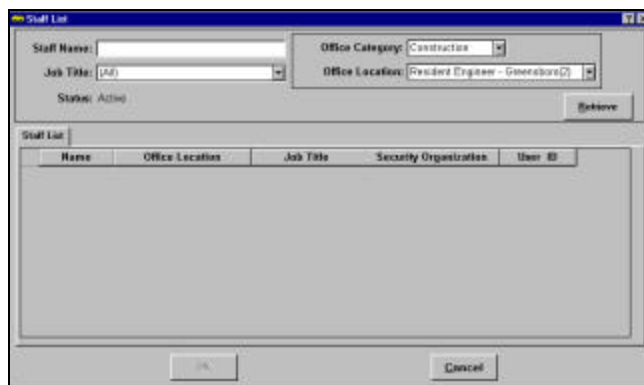 Staff List
Staff Name:
Office Category: Construction
Job Title: (All)
Office Location: Resident Engineer - Greensboro(2)
Status: Active
Retrieve
Staff List
Name Office Location Job Title Security Organization User ID
OK Cancel